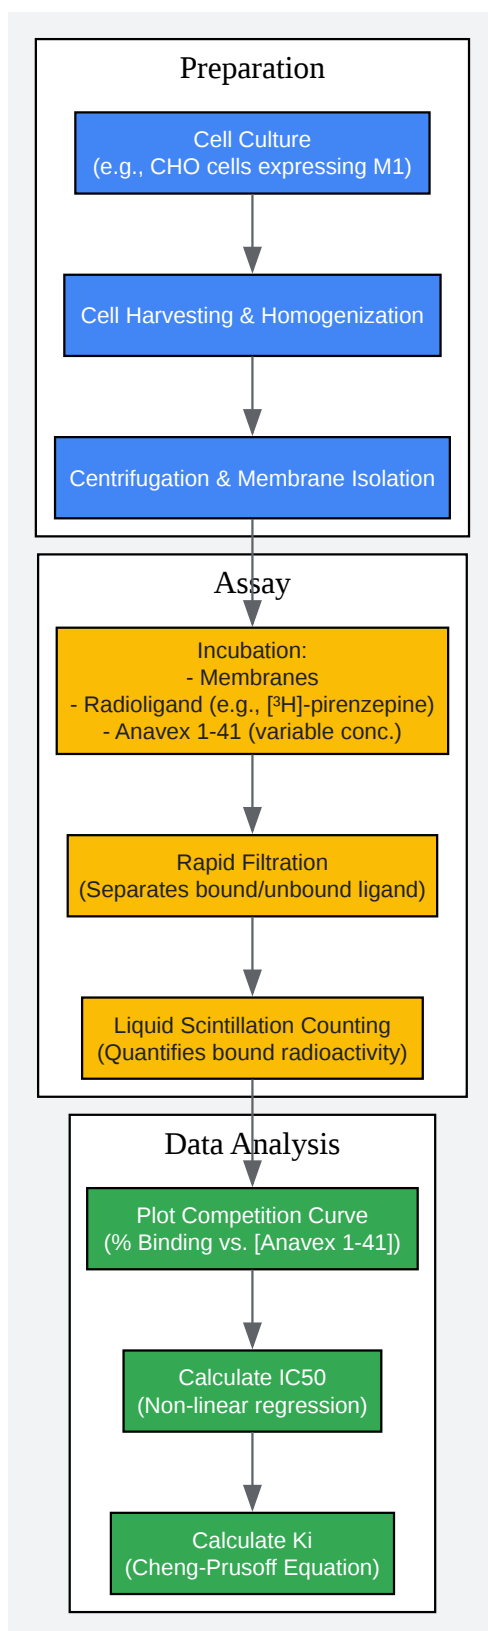 Preparation
Cell Culture
(e.g., CHO cells expressing M1)
Cell Harvesting & Homogenization
Centrifugation & Membrane Isolation
Assay
Incubation:
- Membranes
- Radioligand (e.g., [³H]-pirenzepine)
- Anavex 1-41 (variable conc.)
Rapid Filtration
(Separates bound/unbound ligand)
Liquid Scintillation Counting
(Quantifies bound radioactivity)
Data Analysis
Plot Competition Curve
(% Binding vs. [Anavex 1-41])
Calculate IC50
(Non-linear regression)
Calculate Ki
(Cheng-Prusoff Equation)